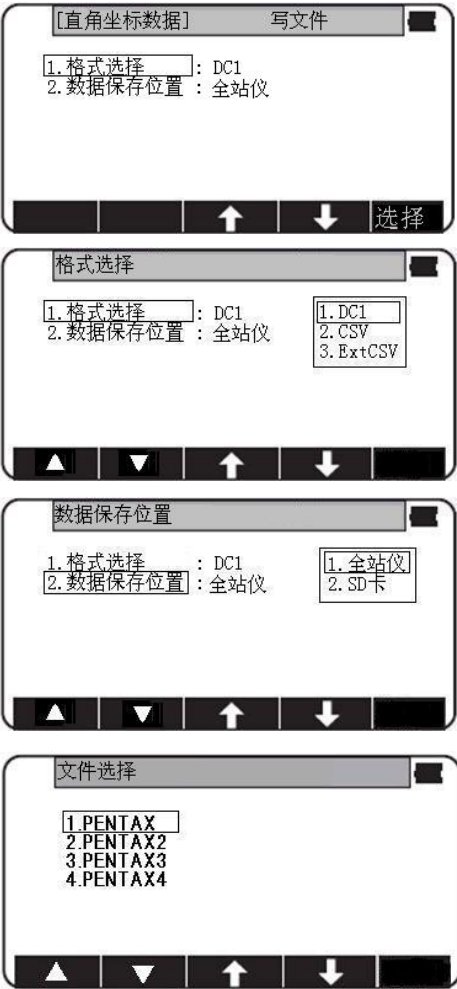 [直角坐标数据] 写文件
1.格式选择 : DC1
2.数据保存位置 : 全站仪
选择
格式选择
1.格式选择 : DC1
2.数据保存位置 : 全站仪
1.DC1
2.CSV
3.ExtCSV
数据保存位置
1.格式选择 : DC1
2.数据保存位置 : 全站仪
1.全站仪
2.SD卡
文件选择
1.PENTAX
2.PENTAX2
3.PENTAX3
4.PENTAX4